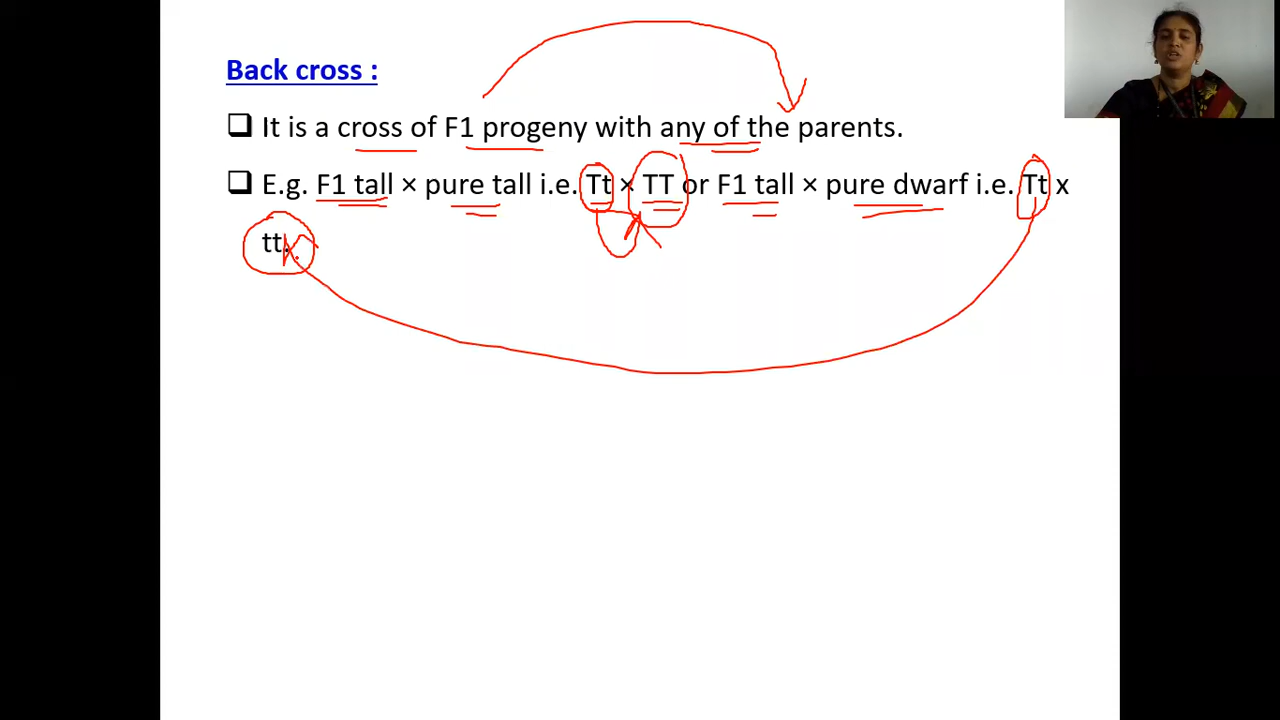 Back cross :
❑ It is a cross of F1 progeny with any of the parents.
❑ E.g. F1 tall × pure tall i.e. Tt × TT or F1 tall × pure dwarf i.e. Tt x
tt.